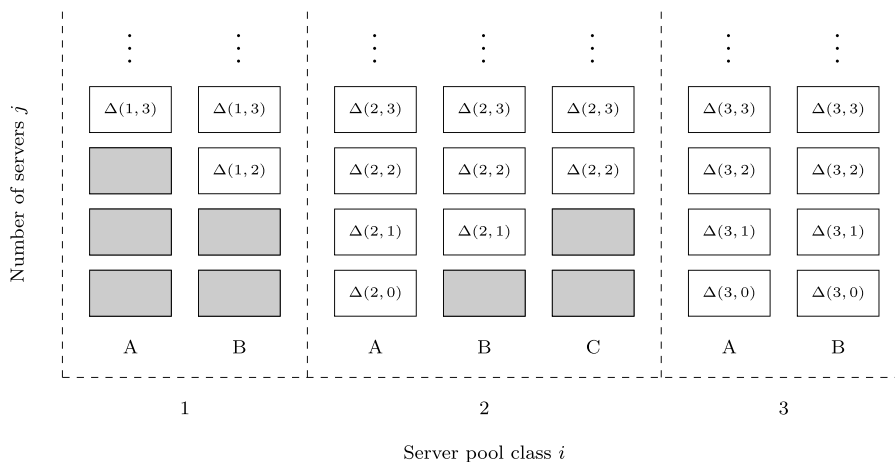 Number of servers j
Δ(1, 3) Δ(1, 3) Δ(2, 3) Δ(2, 3) Δ(2, 3) Δ(3, 3) Δ(3, 3)
Δ(1, 2) Δ(2, 2) Δ(2, 2) Δ(2, 2) Δ(3, 2) Δ(3, 2)
Δ(2, 1) Δ(2, 1) Δ(3, 1) Δ(3, 1)
Δ(2, 0) Δ(3, 0) Δ(3, 0)
A B A B C A B
1 2 3
Server pool class i